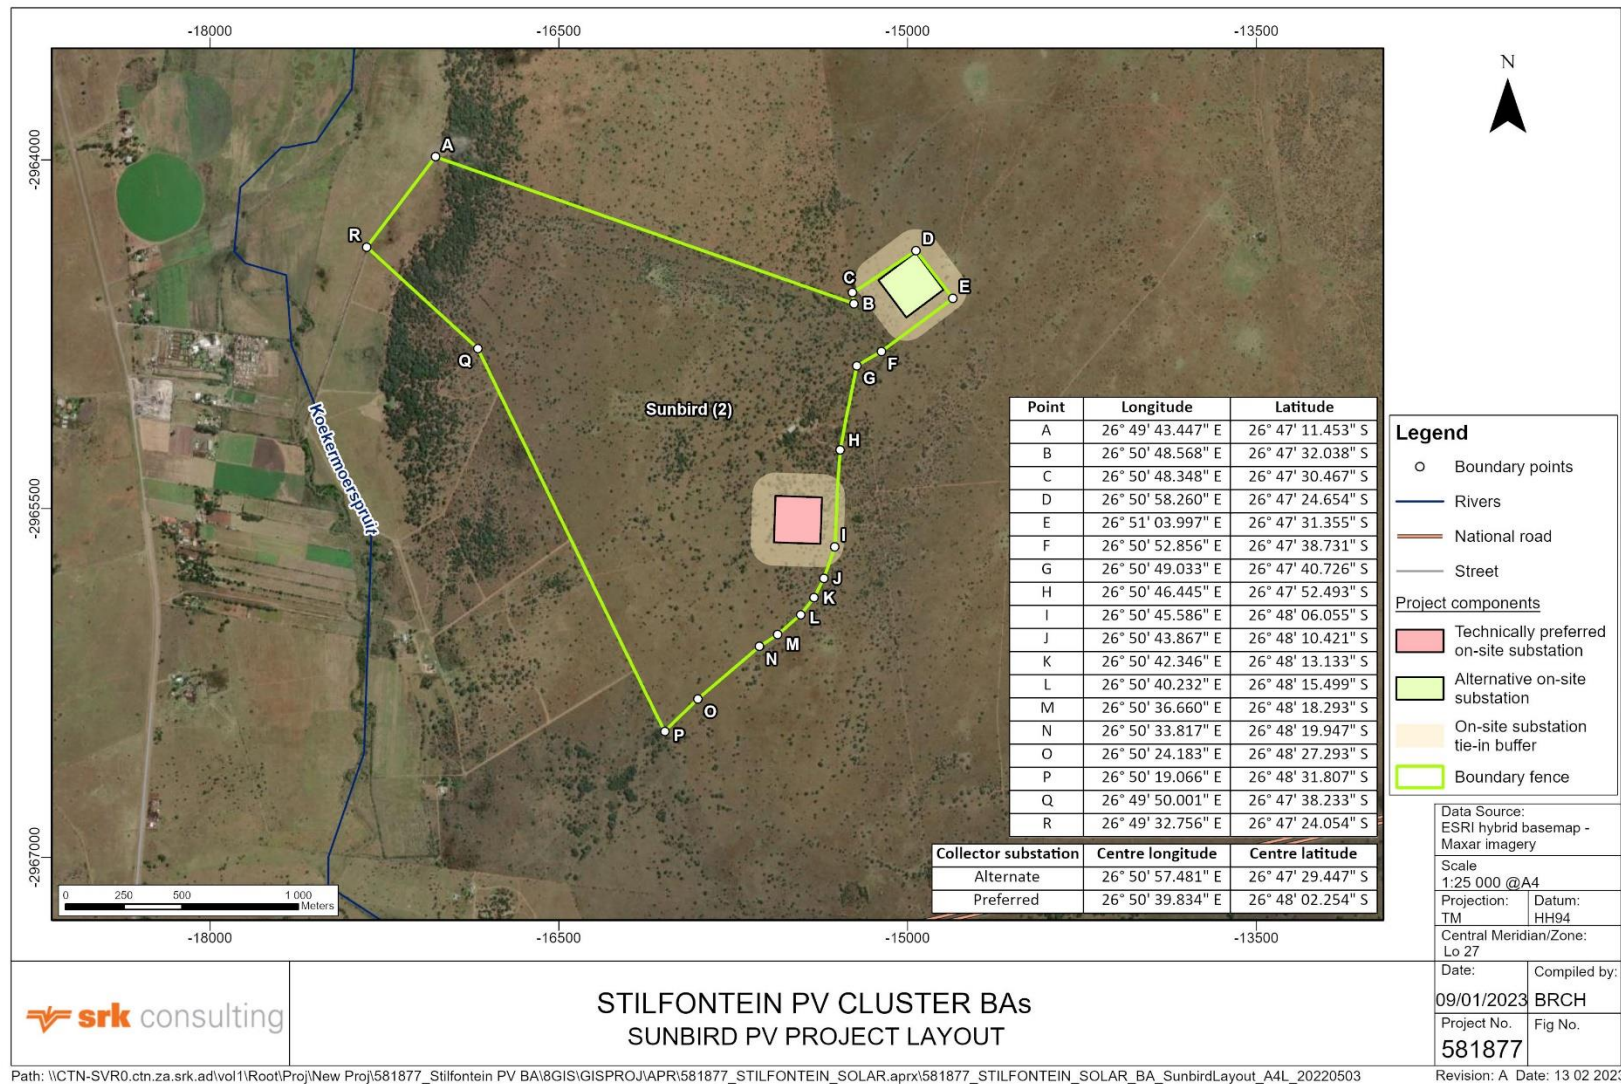 -18000 -16500 -15000 -13500
N
-2964000
-2965500
-2967000
A
R
D
C
E
B
Q
F
G
Sunbird (2)
H
I
J
K
L
M
N
O
P
Koekermoerspruit
Point Longitude Latitude
A 26° 49' 43.447" E 26° 47' 11.453" S
B 26° 50' 48.568" E 26° 47' 32.038" S
C 26° 50' 48.348" E 26° 47' 30.467" S
D 26° 50' 58.260" E 26° 47' 24.654" S
E 26° 51' 03.997" E 26° 47' 31.355" S
F 26° 50' 52.856" E 26° 47' 38.731" S
G 26° 50' 49.033" E 26° 47' 40.726" S
H 26° 50' 46.445" E 26° 47' 52.493" S
I 26° 50' 45.586" E 26° 48' 06.055" S
J 26° 50' 43.867" E 26° 48' 10.421" S
K 26° 50' 42.346" E 26° 48' 13.133" S
L 26° 50' 40.232" E 26° 48' 15.499" S
M 26° 50' 36.660" E 26° 48' 18.293" S
N 26° 50' 33.817" E 26° 48' 19.947" S
O 26° 50' 24.183" E 26° 48' 27.293" S
P 26° 50' 19.066" E 26° 48' 31.807" S
Q 26° 49' 50.001" E 26° 47' 38.233" S
R 26° 49' 32.756" E 26° 47' 24.054" S
Collector substation Centre longitude Centre latitude
Alternate 26° 50' 57.481" E 26° 47' 29.447" S
Preferred 26° 50' 39.834" E 26° 48' 02.254" S
0 250 500 1 000
Meters
-18000 -16500 -15000 -13500
Legend
Boundary points
Rivers
National road
Street
Project components
Technically preferred
on-site substation
Alternative on-site
substation
On-site substation
tie-in buffer
Boundary fence
Data Source:
ESRI hybrid basemap -
Maxar imagery
Scale
1:25 000 @A4
Projection: Datum:
TM HH94
Central Meridian/Zone:
Lo 27
Date: Compiled by:
09/01/2023 BRCH
Project No. Fig No.
581877
srk consulting
STILFONTEIN PV CLUSTER BAs
SUNBIRD PV PROJECT LAYOUT
Path: \\CTN-SVR0.ctn.za.srk.ad\vol1\Root\Proj\New Proj\581877_Stilfontein PV BA\8GIS\GISPROJ\APR\581877_STILFONTEIN_SOLAR.aprx\581877_STILFONTEIN_SOLAR_BA_SunbirdLayout_A4L_20220503
Revision: A Date: 13 02 202